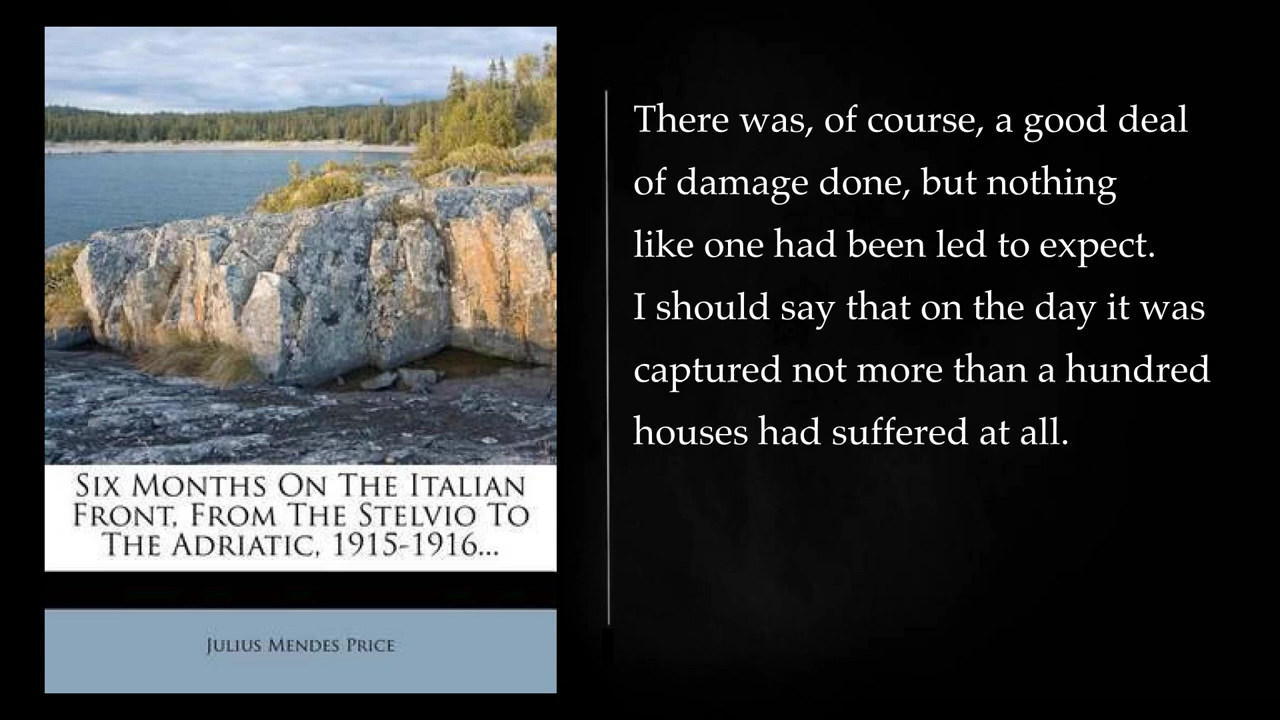 There was, of course, a good deal
of damage done, but nothing
like one had been led to expect.
I should say that on the day it was
captured not more than a hundred
houses had suffered at all.
Six Months On The Italian
Front, From The Stelvio To
The Adriatic, 1915-1916...
Julius Mendes Price